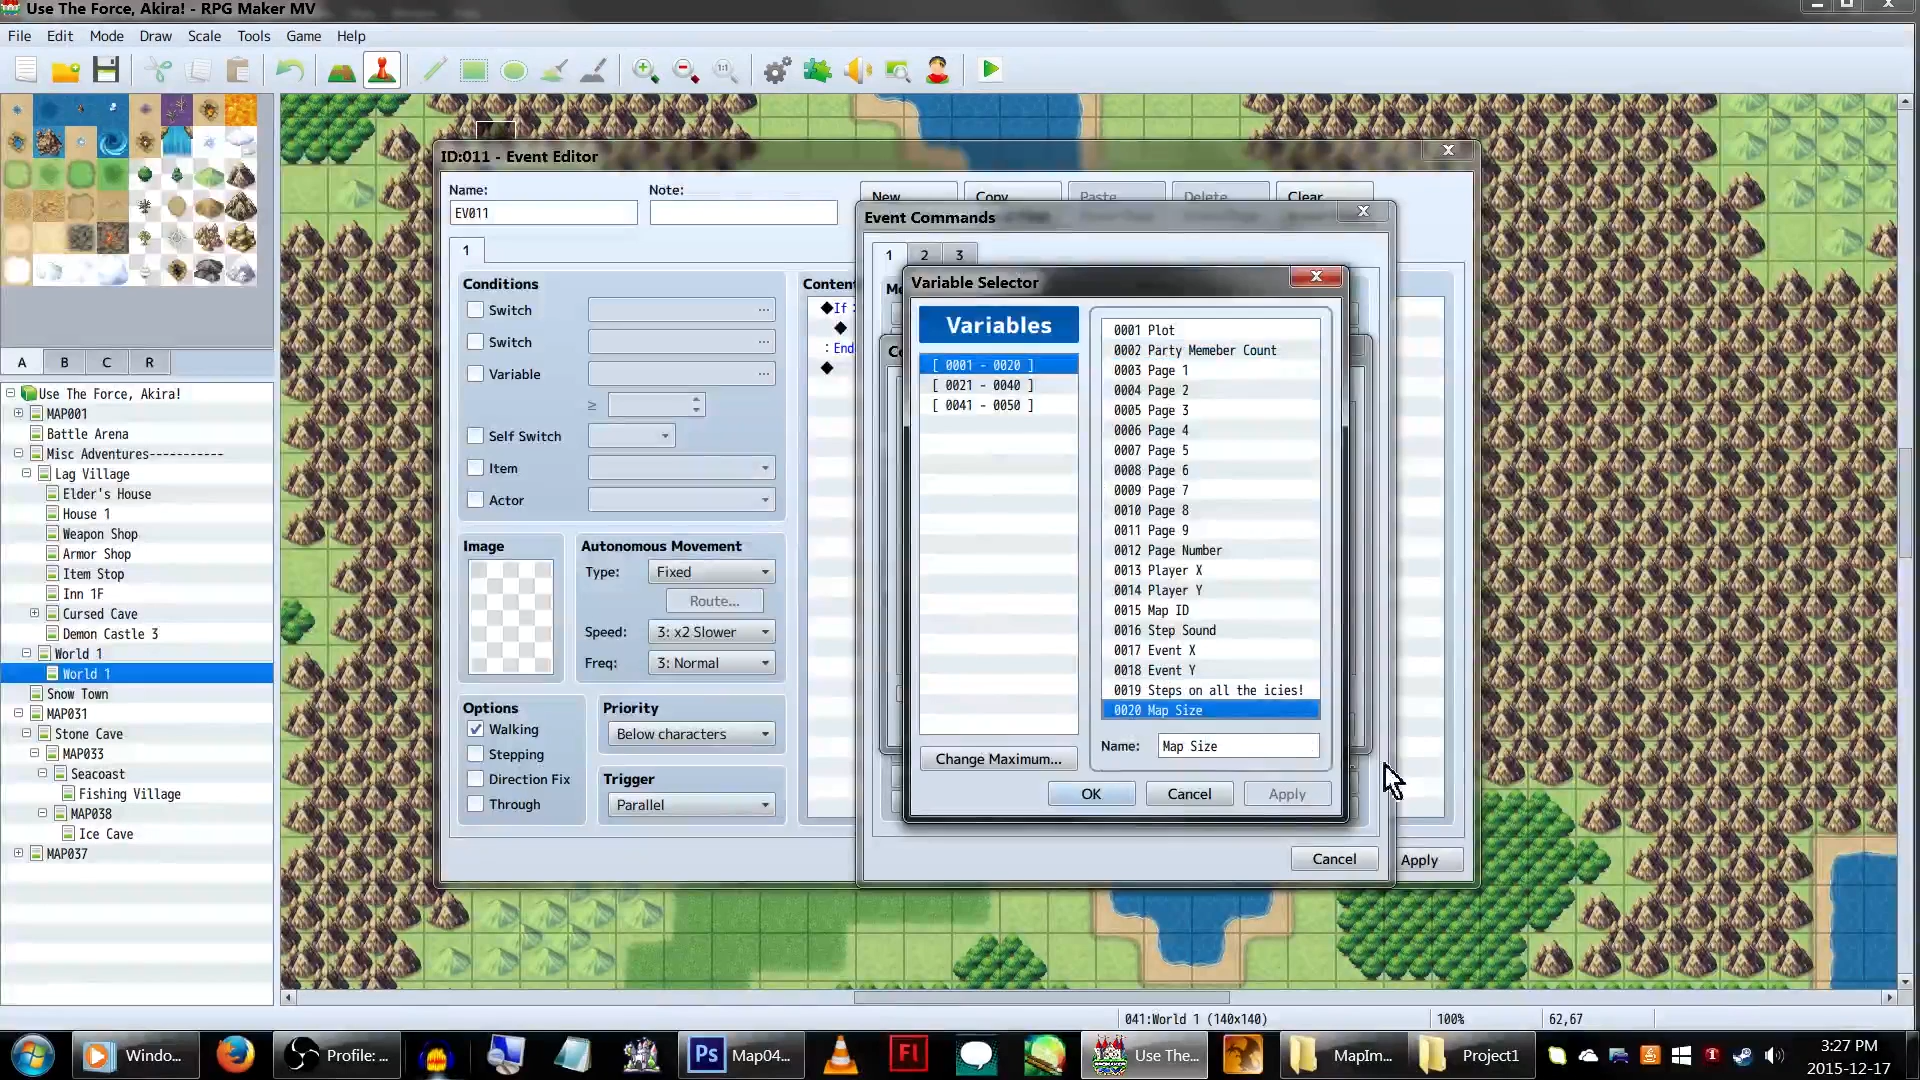 Use The Force, Akira! - RPG Maker MV
File Edit Mode Draw Scale Tools Game Help
1:1
A B C R
Use The Force, Akira!
MAP001
Battle Arena
Misc Adventures-----------
Lag Village
Elder's House
House 1
Weapon Shop
Armor Shop
Item Stop
Inn 1F
Cursed Cave
Demon Castle 3
World 1
World 1
Snow Town
MAP031
Stone Cave
MAP033
Seacoast
Fishing Village
MAP038
Ice Cave
MAP037
ID:011 - Event Editor
Name:
Note:
EV011
New Copy Paste Delete Clear
1
Conditions
Switch ...
Switch ...
Variable ...
≥
Self Switch
Item
Actor
Image
Autonomous Movement
Type: Fixed
Route...
Speed: 3: x2 Slower
Freq: 3: Normal
Options
Walking
Stepping
Direction Fix
Through
Priority
Below characters
Trigger
Parallel
◆If :
◆
: End
◆
Apply
Event Commands
1 2 3
Cancel
Variable Selector
Variables
[ 0001 - 0020 ]
[ 0021 - 0040 ]
[ 0041 - 0050 ]
Change Maximum...
0001 Plot
0002 Party Memeber Count
0003 Page 1
0004 Page 2
0005 Page 3
0006 Page 4
0007 Page 5
0008 Page 6
0009 Page 7
0010 Page 8
0011 Page 9
0012 Page Number
0013 Player X
0014 Player Y
0015 Map ID
0016 Step Sound
0017 Event X
0018 Event Y
0019 Steps on all the icies!
0020 Map Size
Name: Map Size
OK Cancel Apply
041:World 1 (140x140) 100% 62,67
Windo... Profile: ... Ps Map04... Fl Use The... MapIm... Project1
3:27 PM
2015-12-17